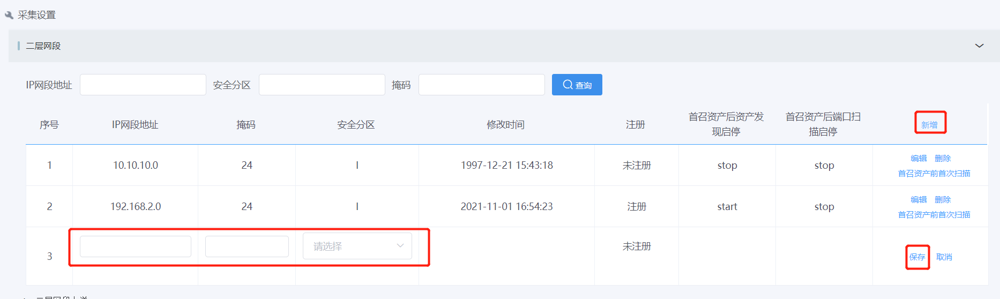 采集设置
二层网段
IP网段地址 安全分区 掩码 查询
序号 IP网段地址 掩码 安全分区 修改时间 注册 首召资产后资产发现启停 首召资产后端口扫描启停 新增
1 10.10.10.0 24 I 1997-12-21 15:43:18 未注册 stop stop 编辑 删除
首召资产前首次扫描
2 192.168.2.0 24 I 2021-11-01 16:54:23 注册 start stop 编辑 删除
首召资产前首次扫描
3 请选择 未注册 保存 取消